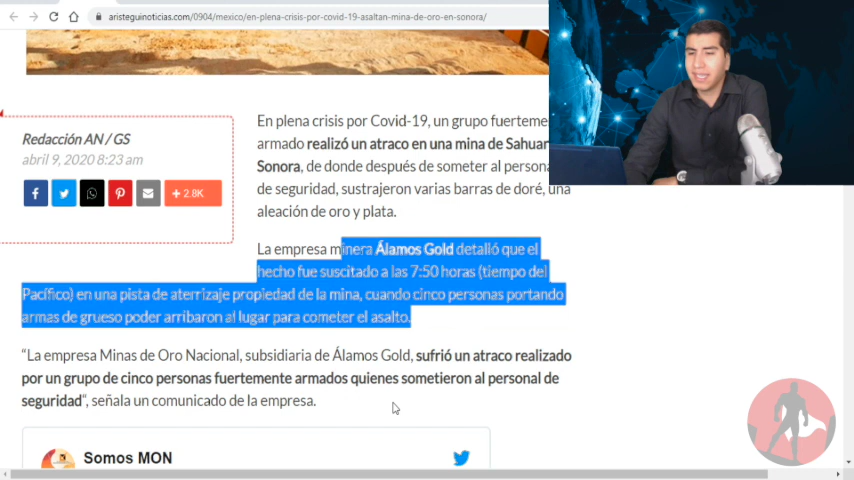 aristeguinoticias.com/0904/mexico/en-plena-crisis-por-covid-19-asaltan-mina-de-oro-en-sonora/
Redacción AN / GS
abril 9, 2020 8:23 am
2.8K
En plena crisis por Covid-19, un grupo fuerteme
armado realizó un atraco en una mina de Sahuar
Sonora, de donde después de someter al persona
de seguridad, sustrajeron varias barras de doré, una
aleación de oro y plata.
La empresa minera Álamos Gold detalló que el
hecho fue suscitado a las 7:50 horas (tiempo del
Pacífico) en una pista de aterrizaje propiedad de la mina, cuando cinco personas portando
armas de grueso poder arribaron al lugar para cometer el asalto.
“La empresa Minas de Oro Nacional, subsidiaria de Álamos Gold, sufrió un atraco realizado
por un grupo de cinco personas fuertemente armados quienes sometieron al personal de
seguridad“, señala un comunicado de la empresa.
Somos MON